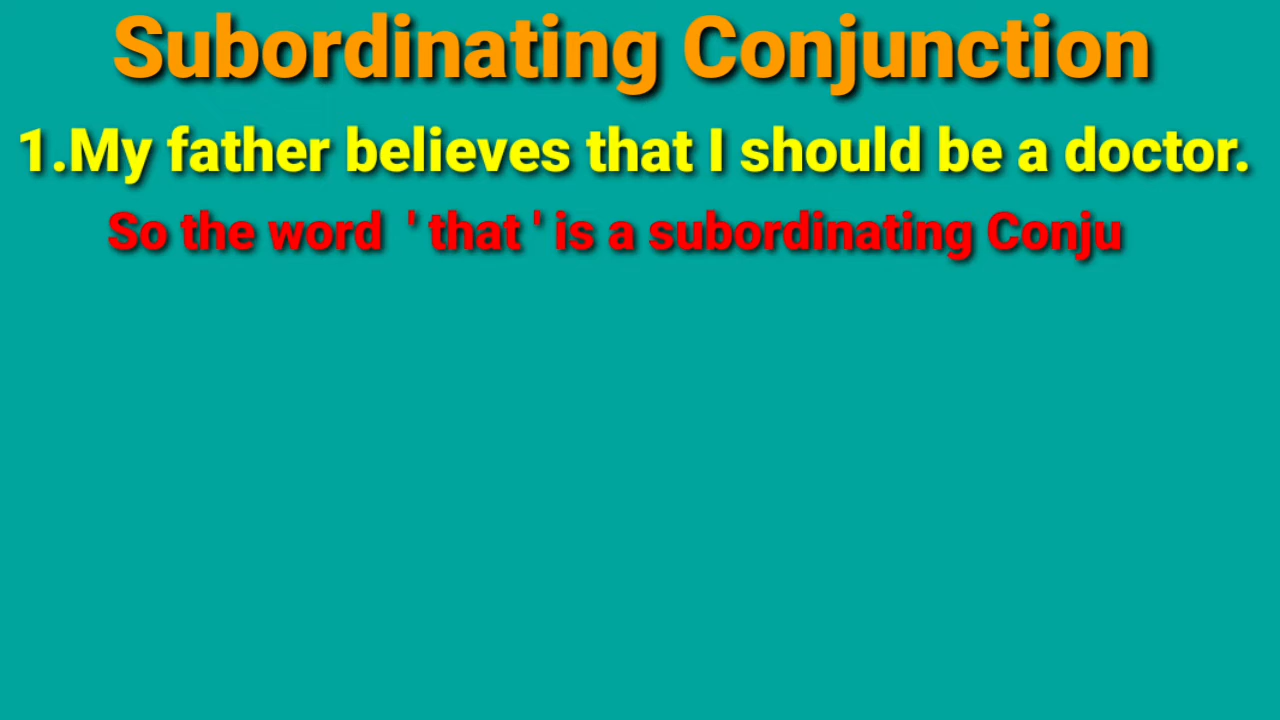 Subordinating Conjunction
1.My father believes that I should be a doctor.
So the word ' that ' is a subordinating Conju